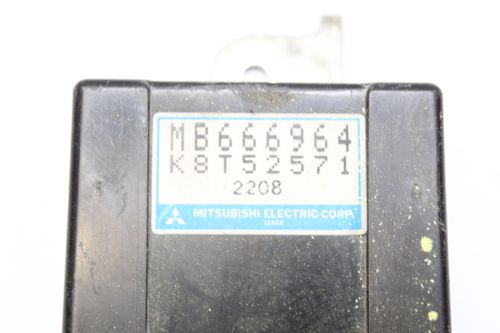 MB666964
K8T52571
2208
MITSUBISHI ELECTRIC CORP.
JAPAN